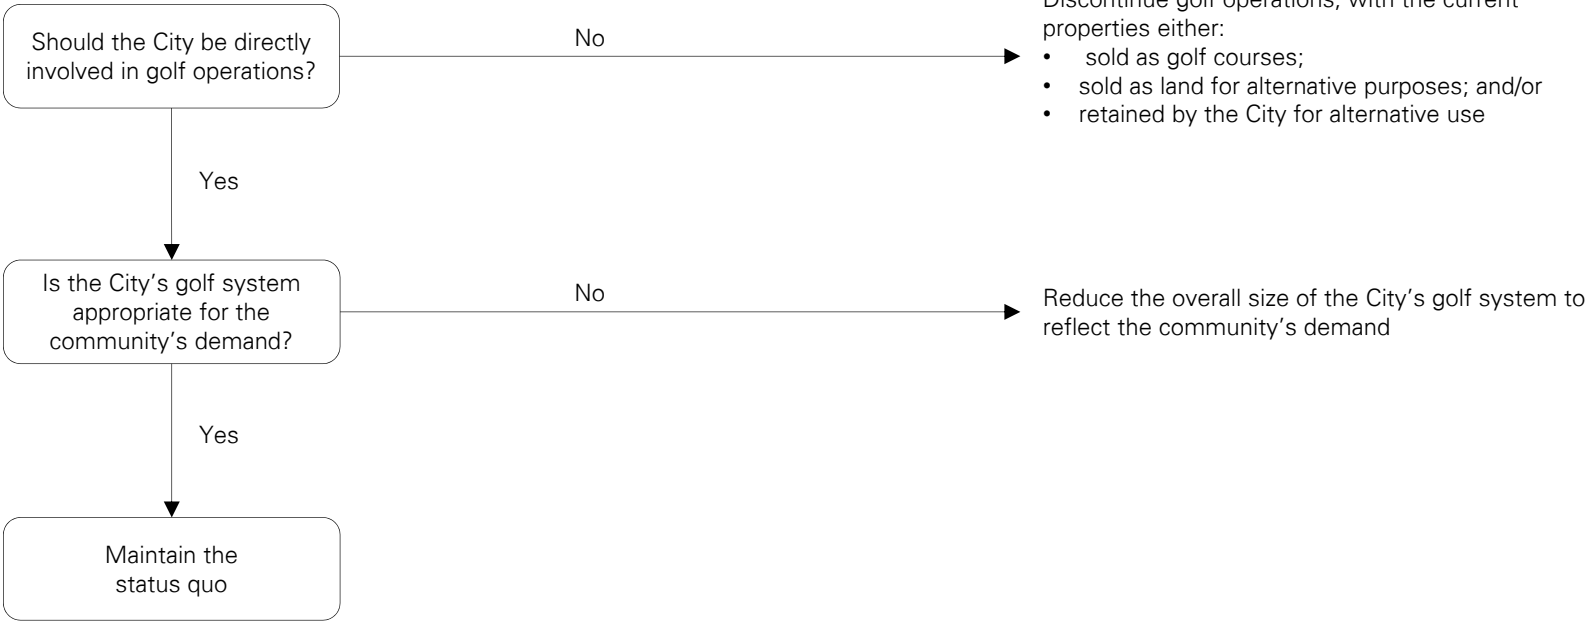 Discontinue golf operations, with the current
Should the City be directly
involved in golf operations?
No
properties either:
• sold as golf courses;
• sold as land for alternative purposes; and/or
• retained by the City for alternative use
Yes
Is the City’s golf system
appropriate for the
community’s demand?
No
Reduce the overall size of the City’s golf system to
reflect the community’s demand
Yes
Maintain the
status quo